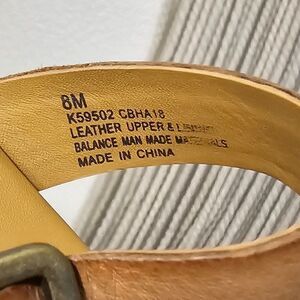 8M
K59502 CBHA18
LEATHER UPPER &
BALANCE MAN MADE MATERIALS
MADE IN CHINA